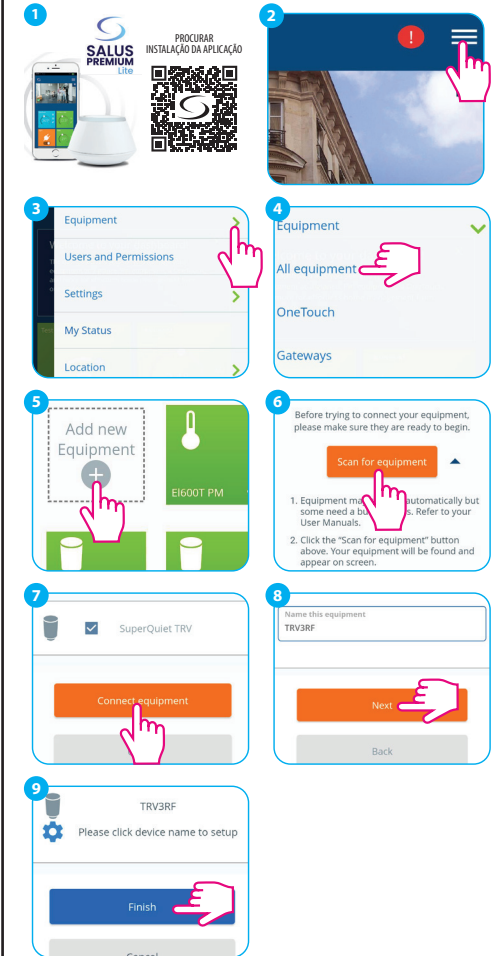 1
SALUS
PREMIUM
Lite
PROCURAR
INSTALAÇÃO DA APLICAÇÃO
2
!
3
Equipment
Users and Permissions
Settings
My Status
Location
4
Equipment
All equipment
OneTouch
Gateways
5
Add new
Equipment
EI600T PM
6
Before trying to connect your equipment,
please make sure they are ready to begin.
Scan for equipment
1. Equipment automatically but
some need a Refer to your
User Manuals.
2. Click the "Scan for equipment" button
above. Your equipment will be found and
appear on screen.
7
SuperQuiet TRV
Connect equipment
8
Name this equipment
TRV3RF
Next
Back
9
TRV3RF
Please click device name to setup
Finish
Cancel